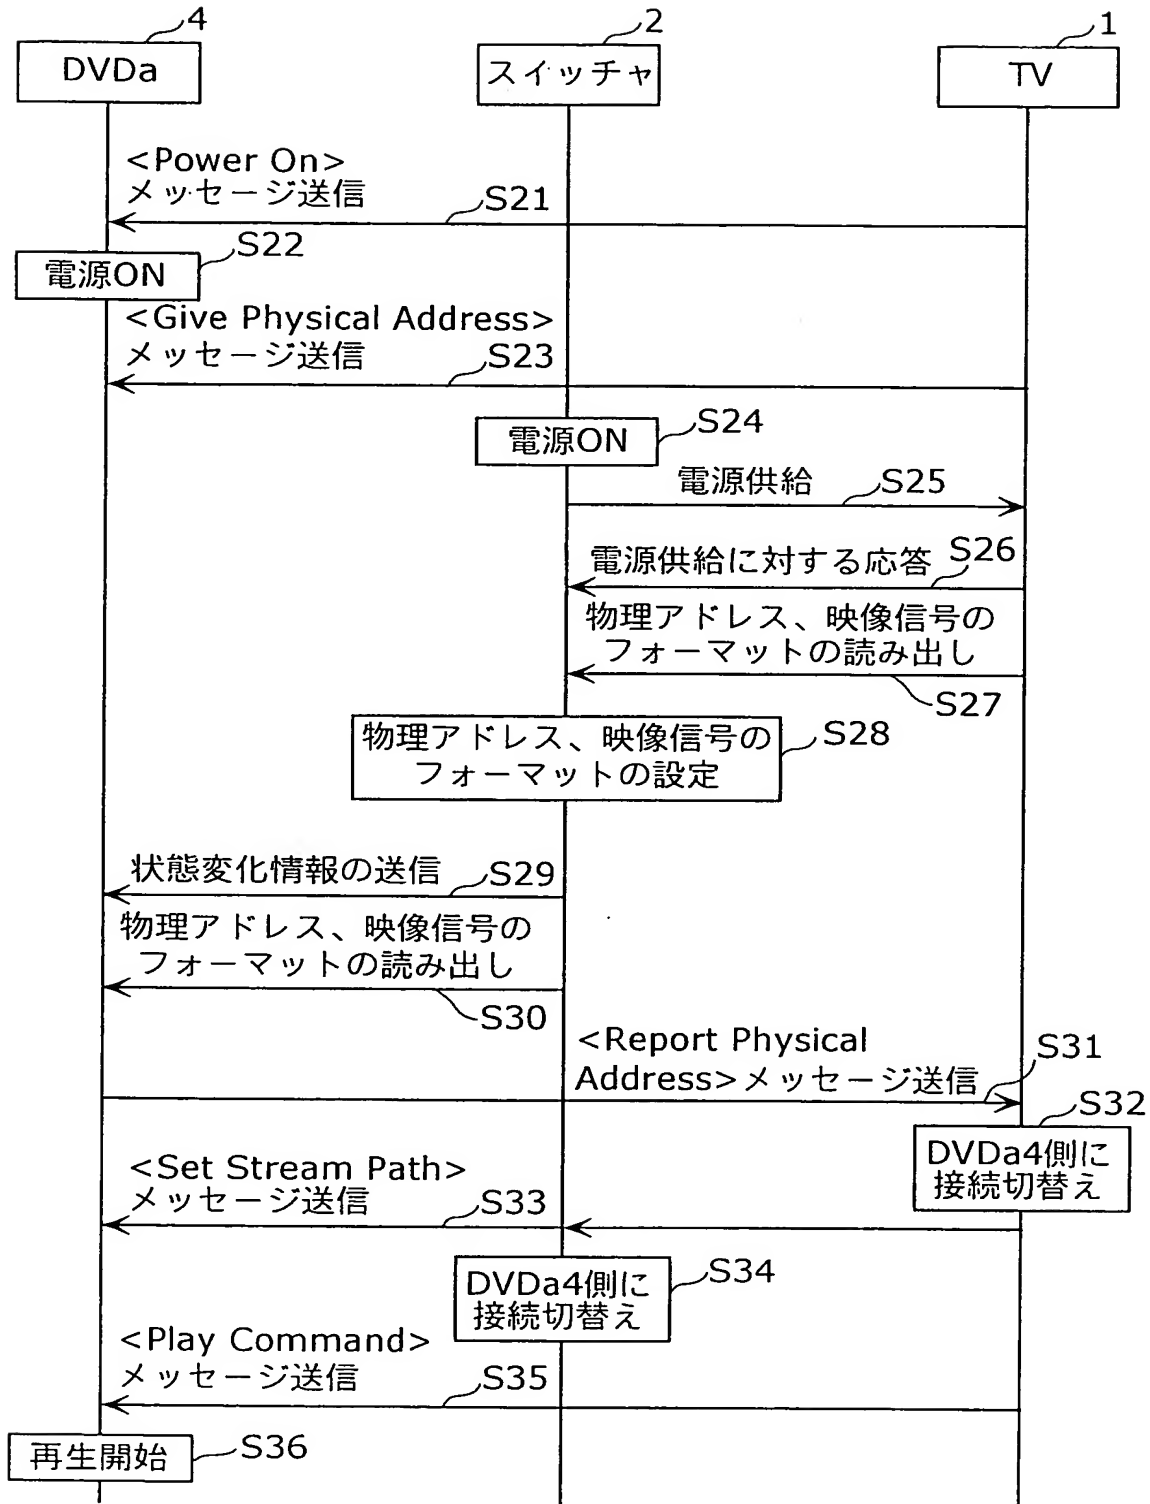 4
2
1
DVDa
スイッチャ
TV
<Power On>
メッセージ送信
S21
S22
電源ON
<Give Physical Address>
メッセージ送信
S23
S24
電源ON
電源供給
S25
S26
電源供給に対する応答
物理アドレス、映像信号の
フォーマットの読み出し
S27
物理アドレス、映像信号の
フォーマットの設定
S28
状態変化情報の送信
S29
物理アドレス、映像信号の
フォーマットの読み出し
S30
<Report Physical
Address>メッセージ送信
S31
S32
DVDa4側に
接続切替え
<Set Stream Path>
メッセージ送信
S33
S34
DVDa4側に
接続切替え
<Play Command>
メッセージ送信
S35
再生開始
S36